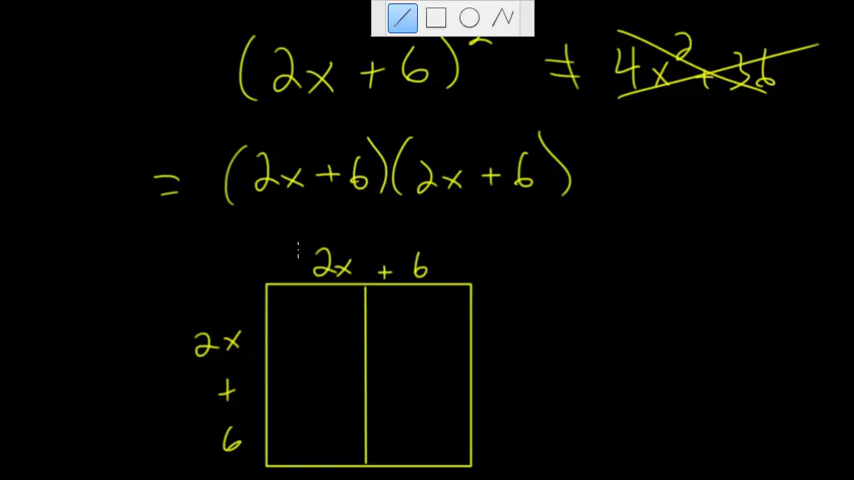 (2x + 6)² ≠ 4x² + 36
= (2x + 6)(2x + 6)
2x + 6
2x
+
6